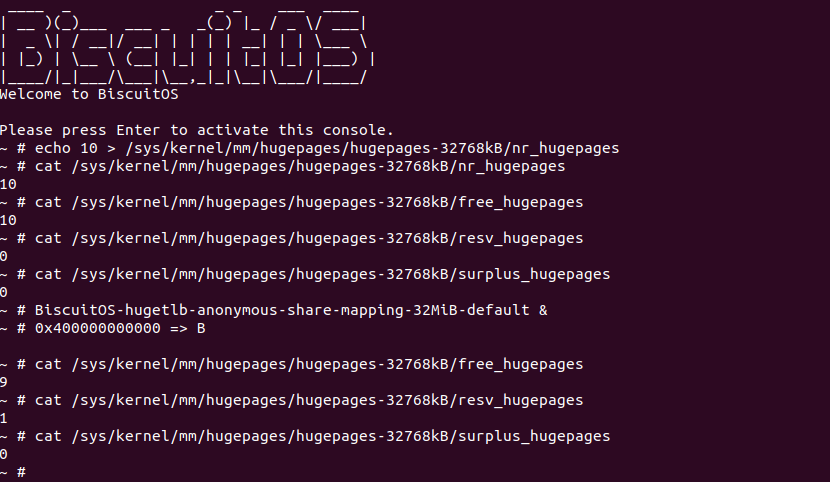 ____  _                _ _    ___  ____
| __ )(_)___  ___ _   _(_) |_ / _ \/ ___|
|  _ \| / __|/ __| | | | | __| | | \___ \
| |_) | \__ \ (__| |_| | | |_| |_| |___) |
|____/|_|___/\___|\__,_|_|\__|\___/|____/
Welcome to BiscuitOS

Please press Enter to activate this console.
~ # echo 10 > /sys/kernel/mm/hugepages/hugepages-32768kB/nr_hugepages
~ # cat /sys/kernel/mm/hugepages/hugepages-32768kB/nr_hugepages
10
~ # cat /sys/kernel/mm/hugepages/hugepages-32768kB/free_hugepages
10
~ # cat /sys/kernel/mm/hugepages/hugepages-32768kB/resv_hugepages
0
~ # cat /sys/kernel/mm/hugepages/hugepages-32768kB/surplus_hugepages
0
~ # BiscuitOS-hugetlb-anonymous-share-mapping-32MiB-default &
~ # 0x400000000000 => B

~ # cat /sys/kernel/mm/hugepages/hugepages-32768kB/free_hugepages
9
~ # cat /sys/kernel/mm/hugepages/hugepages-32768kB/resv_hugepages
1
~ # cat /sys/kernel/mm/hugepages/hugepages-32768kB/surplus_hugepages
0
~ #